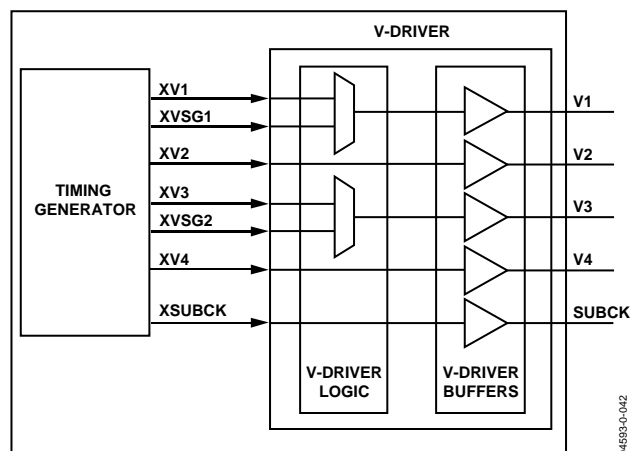 V-DRIVER
XV1
XVSG1
XV2
XV3
XVSG2
XV4
XSUBCK
TIMING
GENERATOR
V-DRIVER
LOGIC
V-DRIVER
BUFFERS
V1
V2
V3
V4
SUBCK
04593-0-042